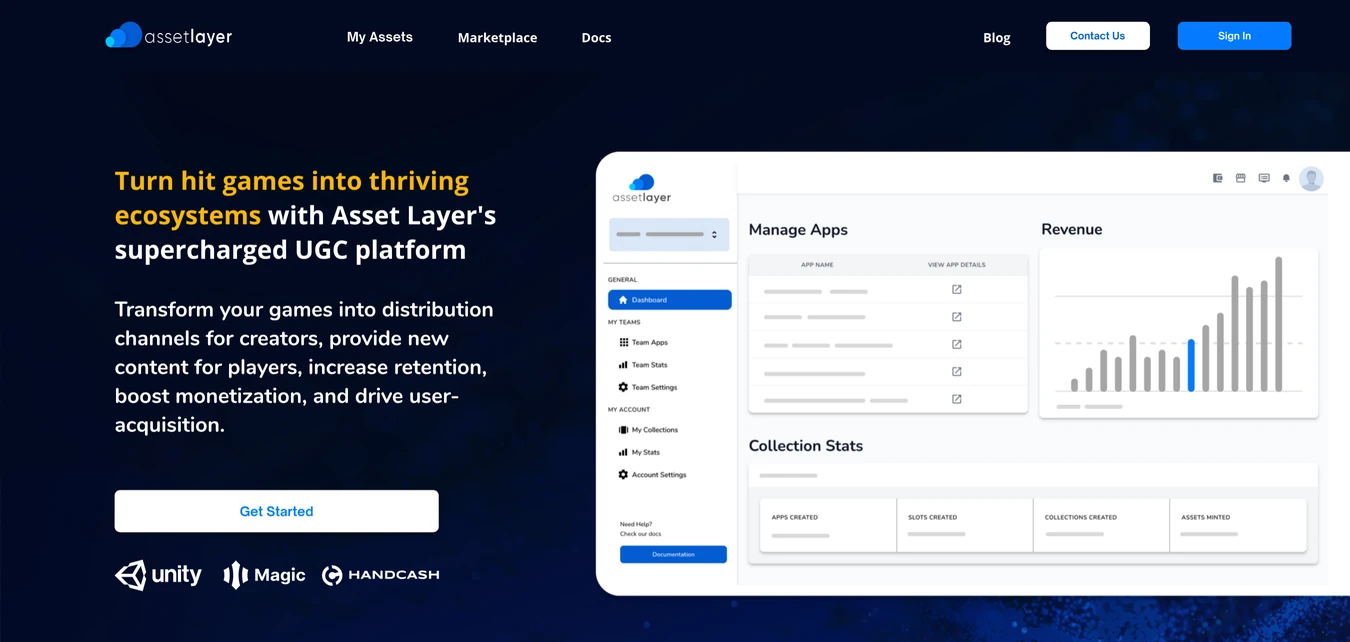 assetlayer
My Assets
Marketplace
Docs
Blog
Contact Us
Sign In
Turn hit games into thriving
ecosystems with Asset Layer's
supercharged UGC platform
Transform your games into distribution
channels for creators, provide new
content for players, increase retention,
boost monetization, and drive user-
acquisition.
Get Started
unity
Magic
HANDCASH
assetlayer
GENERAL
Dashboard
MY TEAMS
Team Apps
Team Stats
Team Settings
MY ACCOUNT
My Collections
My Stats
Account Settings
Need Help?
Check our docs
Documentation
Manage Apps
APP NAME
VIEW APP DETAILS
Revenue
Collection Stats
APPS CREATED
SLOTS CREATED
COLLECTIONS CREATED
ASSETS MINTED